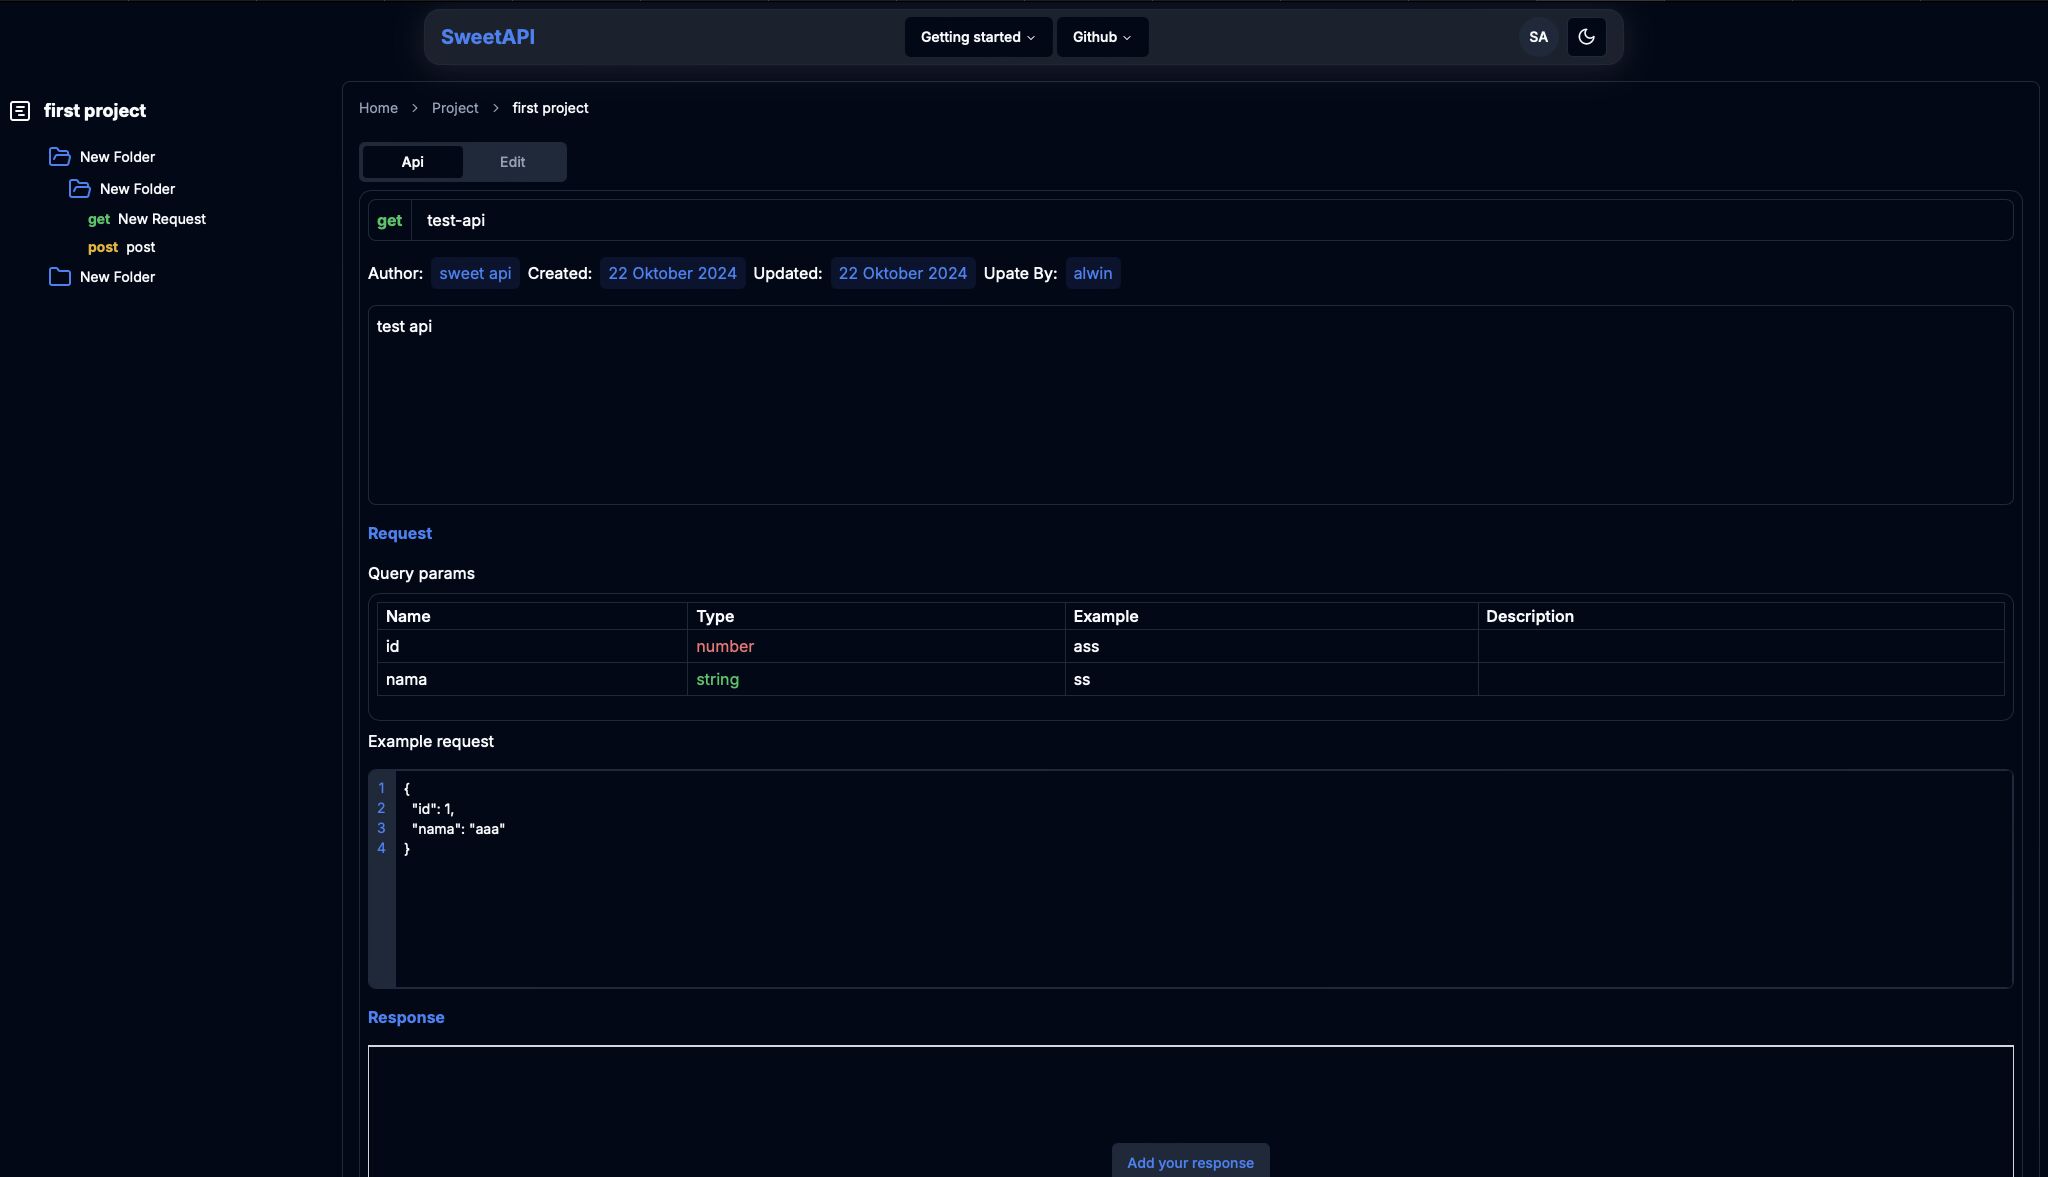 SweetAPI
Getting started
Github
SA
first project
New Folder
New Folder
get New Request
post post
New Folder
Home > Project > first project
Api
Edit
get test-api
Author: sweet api Created: 22 Oktober 2024 Updated: 22 Oktober 2024 Upate By: alwin
test api
Request
Query params
Name Type Example Description
id number ass
nama string ss
Example request
1 {
2 "id": 1,
3 "nama": "aaa"
4 }
Response
Add your response